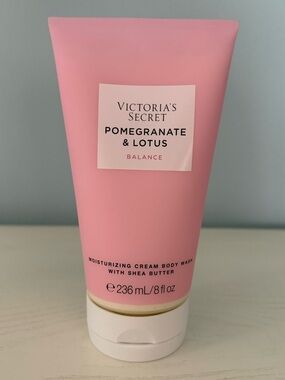 VICTORIA'S
SECRET
POMEGRANATE
& LOTUS
BALANCE
MOISTURIZING CREAM BODY WASH
WITH SHEA BUTTER
℮ 236 mL/8 fl oz